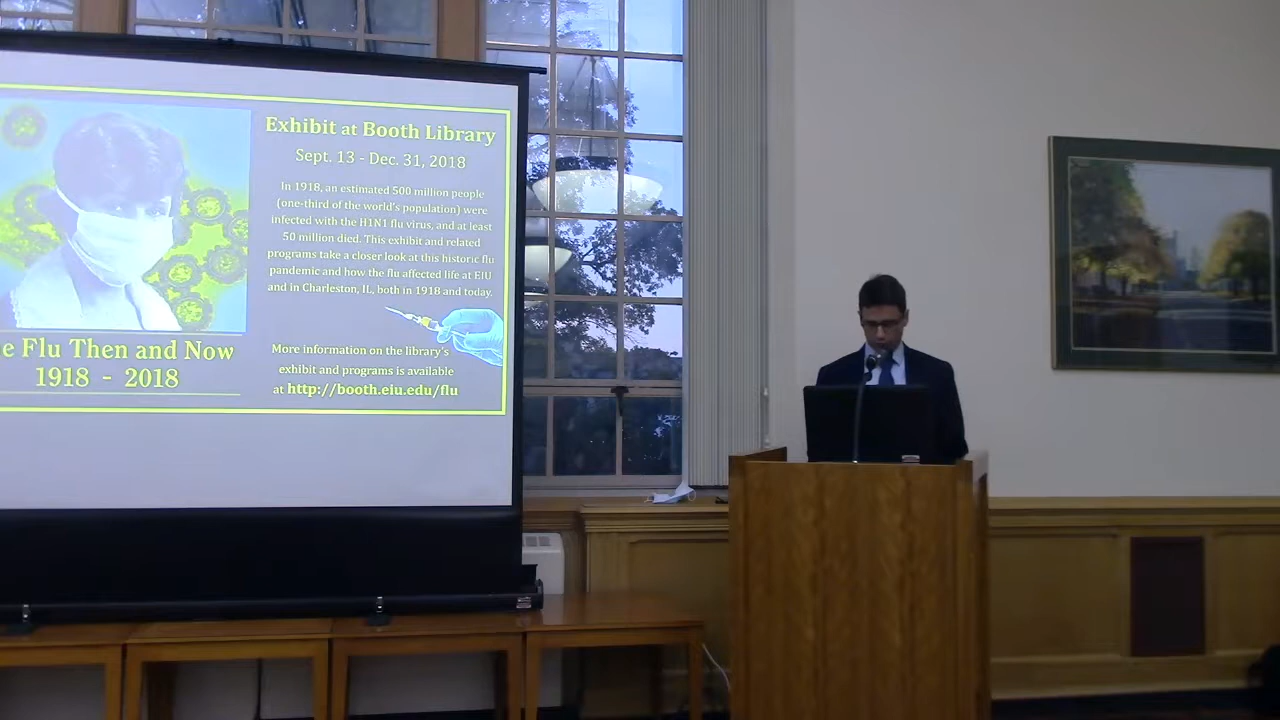 e Flu Then and Now
1918 - 2018
Exhibit at Booth Library
Sept. 13 - Dec. 31, 2018
In 1918, an estimated 500 million people
(one-third of the world's population) were
infected with the H1N1 flu virus, and at least
50 million died. This exhibit and related
programs take a closer look at this historic flu
pandemic and how the flu affected life at EIU
and in Charleston, IL, both in 1918 and today.
More information on the library's
exhibit and programs is available
at http://booth.eiu.edu/flu